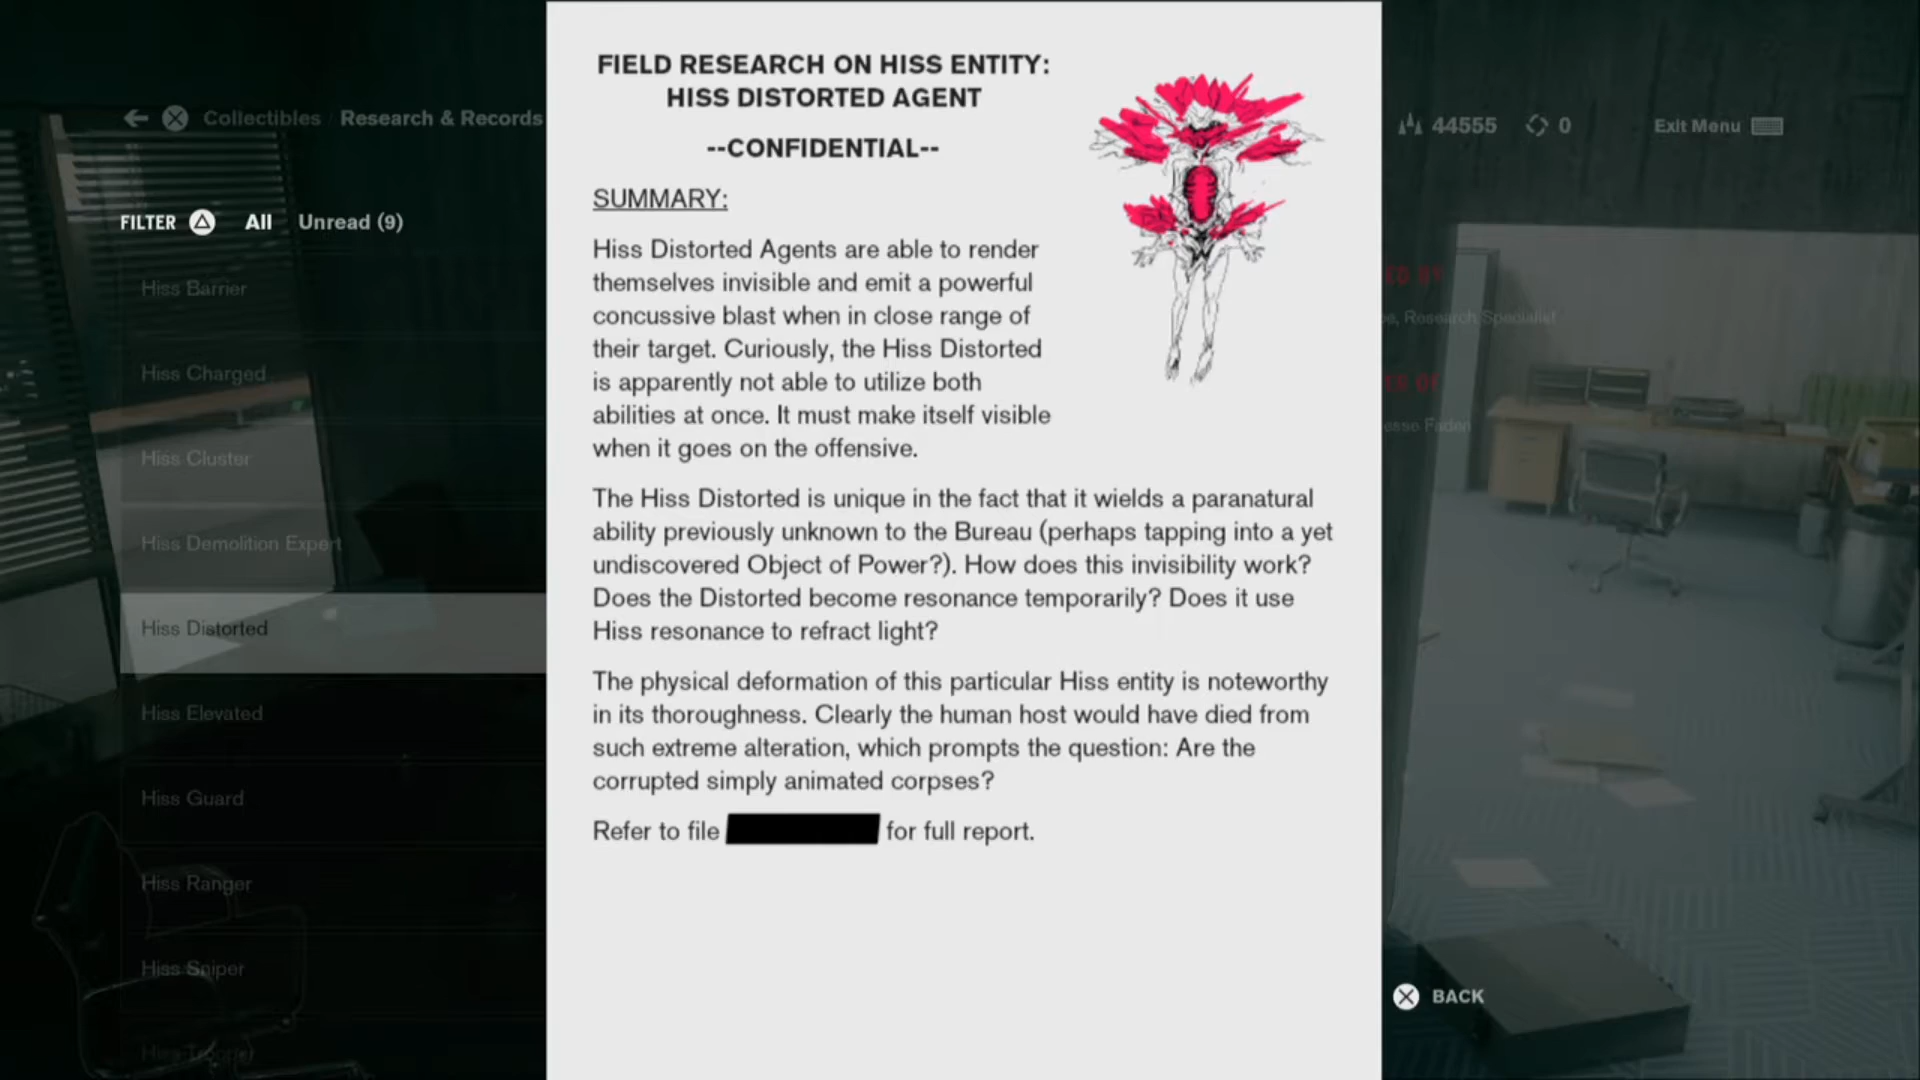 FIELD RESEARCH ON HISS ENTITY:
HISS DISTORTED AGENT
--CONFIDENTIAL--
SUMMARY:
Hiss Distorted Agents are able to render
themselves invisible and emit a powerful
concussive blast when in close range of
their target. Curiously, the Hiss Distorted
is apparently not able to utilize both
abilities at once. It must make itself visible
when it goes on the offensive.
The Hiss Distorted is unique in the fact that it wields a paranatural
ability previously unknown to the Bureau (perhaps tapping into a yet
undiscovered Object of Power?). How does this invisibility work?
Does the Distorted become resonance temporarily? Does it use
Hiss resonance to refract light?
The physical deformation of this particular Hiss entity is noteworthy
in its thoroughness. Clearly the human host would have died from
such extreme alteration, which prompts the question: Are the
corrupted simply animated corpses?
Refer to file for full report.
Collectibles / Research & Records
FILTER All Unread (9)
Hiss Barrier
Hiss Charged
Hiss Cluster
Hiss Demolition Expert
Hiss Distorted
Hiss Elevated
Hiss Guard
Hiss Ranger
Hiss Sniper
Hiss Trooper
44555 0 Exit Menu
Research Specialist
Faden
BACK